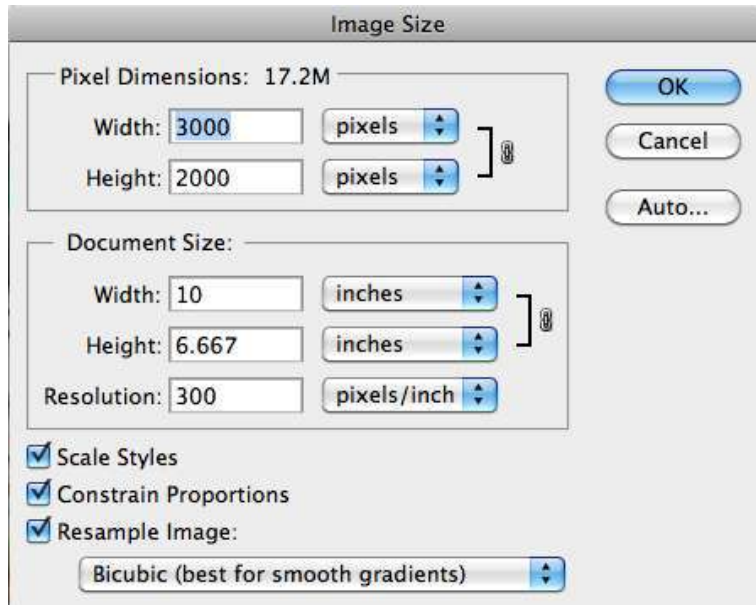 Image Size
Pixel Dimensions: 17.2M
Width: 3000 pixels
Height: 2000 pixels
OK
Cancel
Auto...
Document Size:
Width: 10 inches
Height: 6.667 inches
Resolution: 300 pixels/inch
Scale Styles
Constrain Proportions
Resample Image:
Bicubic (best for smooth gradients)